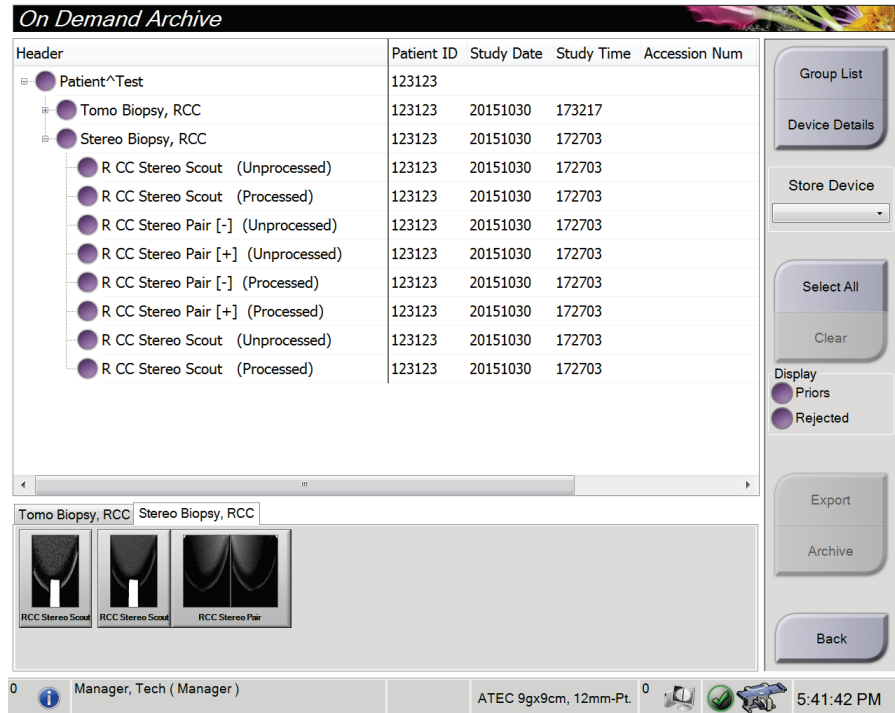 On Demand Archive
Header Patient ID Study Date Study Time Accession Num
Patient^Test 123123
Tomo Biopsy, RCC 123123 20151030 173217
Stereo Biopsy, RCC 123123 20151030 172703
R CC Stereo Scout (Unprocessed) 123123 20151030 172703
R CC Stereo Scout (Processed) 123123 20151030 172703
R CC Stereo Pair [-] (Unprocessed) 123123 20151030 172703
R CC Stereo Pair [+] (Unprocessed) 123123 20151030 172703
R CC Stereo Pair [-] (Processed) 123123 20151030 172703
R CC Stereo Pair [+] (Processed) 123123 20151030 172703
R CC Stereo Scout (Unprocessed) 123123 20151030 172703
R CC Stereo Scout (Processed) 123123 20151030 172703
Group List
Device Details
Store Device
Select All
Clear
Display
Priors
Rejected
Export
Archive
Back
Tomo Biopsy, RCC Stereo Biopsy, RCC
RCC Stereo Scout RCC Stereo Scout RCC Stereo Pair
0 Manager, Tech ( Manager ) ATEC 9gx9cm, 12mm-Pt. 0 5:41:42 PM